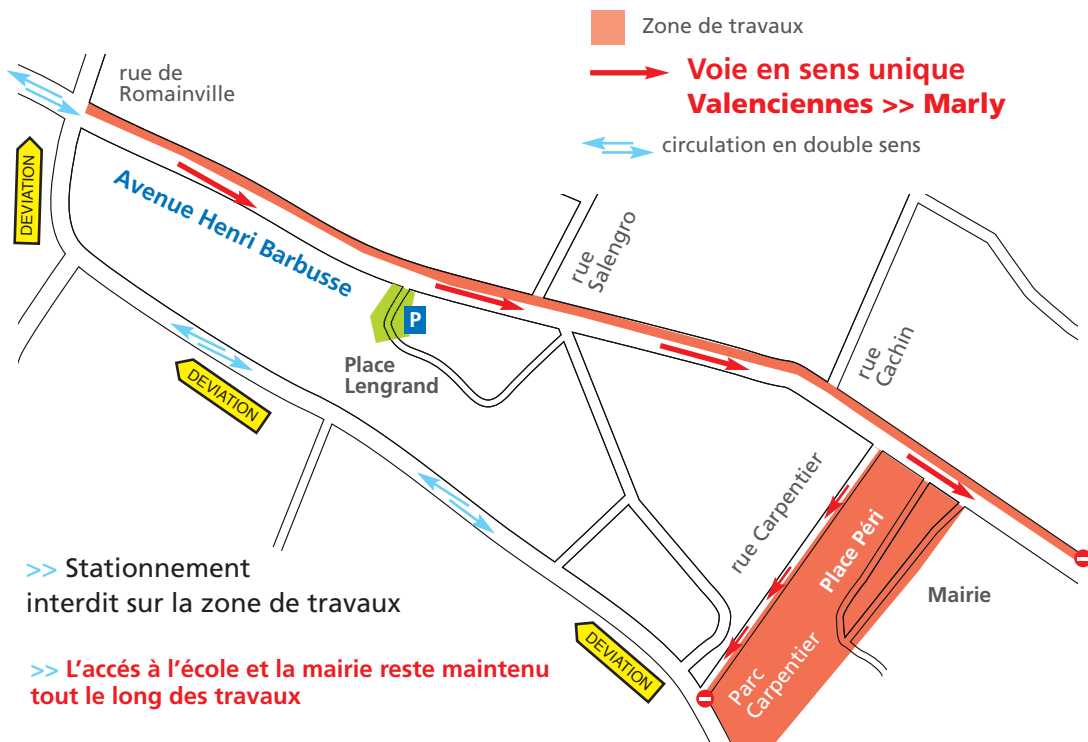 Zone de travaux
Voie en sens unique
Valenciennes >> Marly
circulation en double sens
rue de
Romainville
DEVIATION
Avenue Henri Barbusse
rue
Salengro
P
Place
Lengrand
rue
Cachin
DEVIATION
rue Carpentier
Place Péri
Mairie
Parc
Carpentier
DEVIATION
>> Stationnement
interdit sur la zone de travaux
>> L'accés à l'école et la mairie reste maintenu
tout le long des travaux